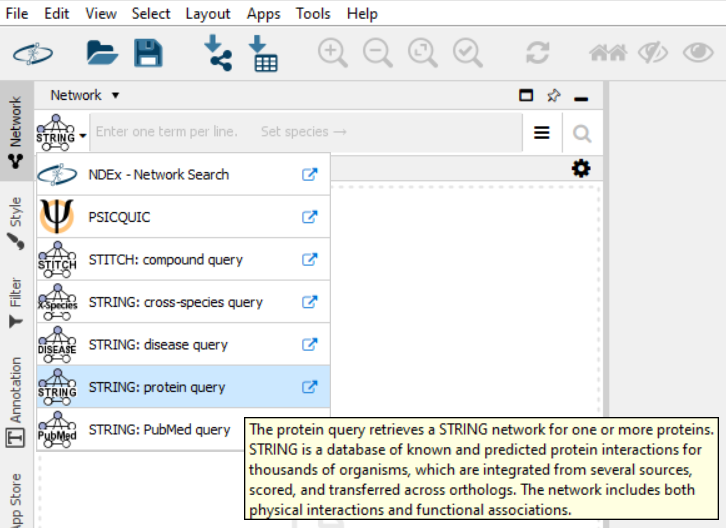 File Edit View Select Layout Apps Tools Help
Network ▼
STRING Enter one term per line. Set species →
NDEx - Network Search
PSICQUIC
STITCH STITCH: compound query
X-Species STRING: cross-species query
DISEASE STRING: disease query
STRING STRING: protein query
PubMed STRING: PubMed query
The protein query retrieves a STRING network for one or more proteins.
STRING is a database of known and predicted protein interactions for
thousands of organisms, which are integrated from several sources,
scored, and transferred across orthologs. The network includes both
physical interactions and functional associations.
Network
Style
Filter
Annotation
App Store